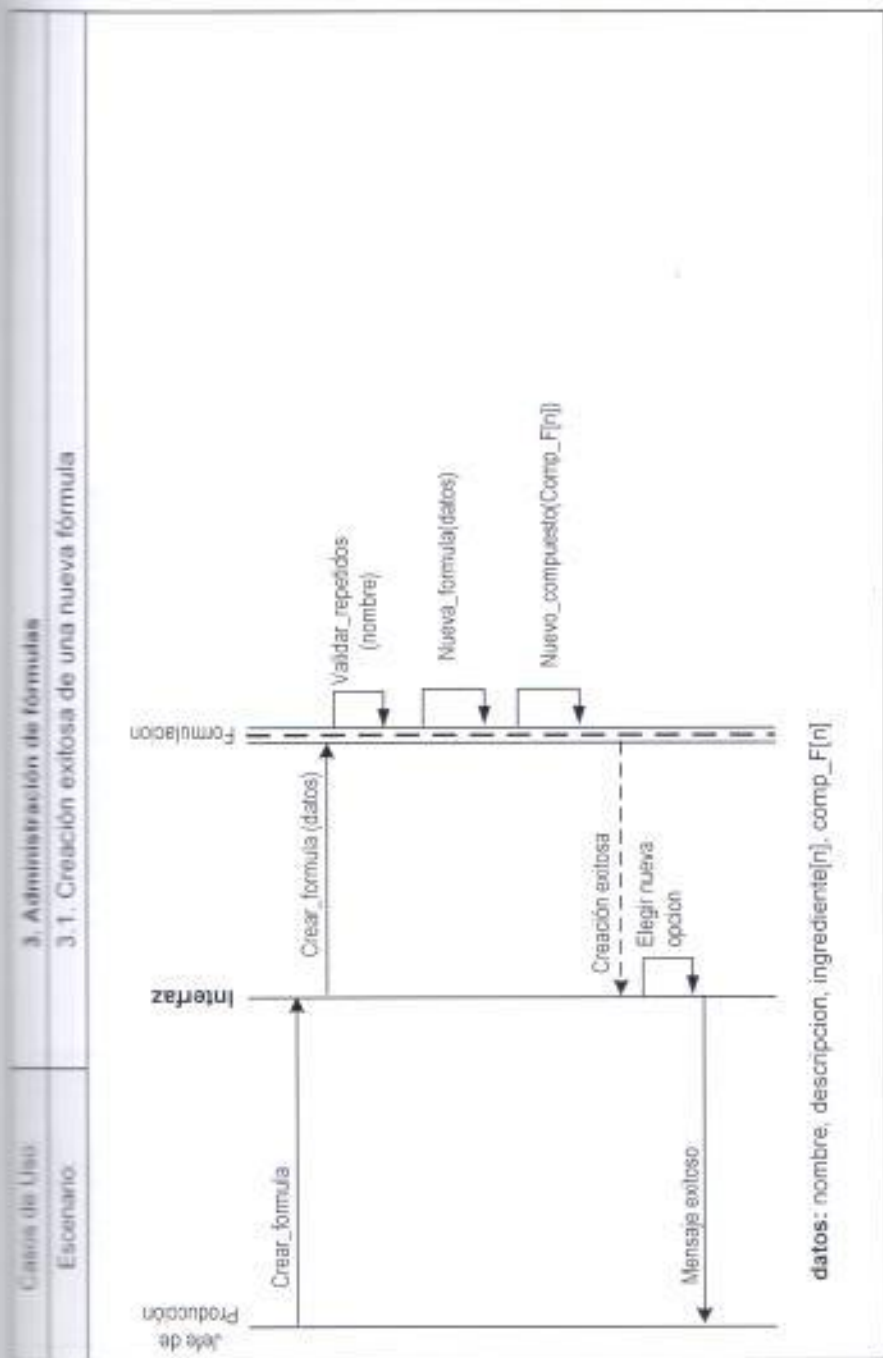 Casos de Uso:
3. Administración de fórmulas
Escenario:
3.1. Creación exitosa de una nueva fórmula
Jefe de
Producción
Interfaz
Formulacion
Crear_formula
Crear_formula (datos)
Validar_repetidos
(nombre)
Nueva_formula(datos)
Nuevo_compuesto(Comp_F[n])
Creación exitosa
Elegir nueva
opcion
Mensaje exitoso
datos: nombre, descripcion, ingrediente[n], comp_F[n]